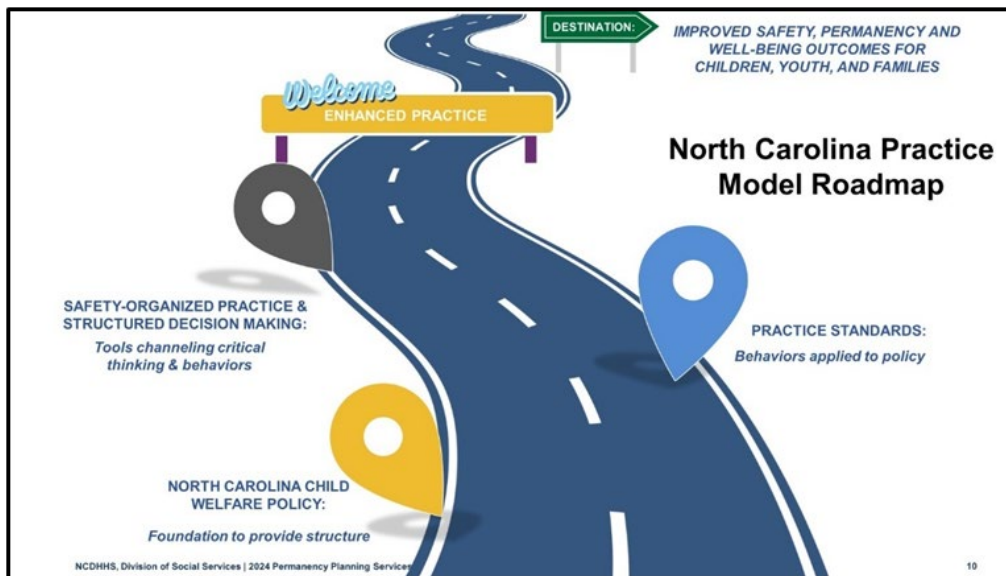 DESTINATION:
IMPROVED SAFETY, PERMANENCY AND
WELL-BEING OUTCOMES FOR
CHILDREN, YOUTH, AND FAMILIES
Welcome
ENHANCED PRACTICE
North Carolina Practice
Model Roadmap
SAFETY-ORGANIZED PRACTICE &
STRUCTURED DECISION MAKING:
Tools channeling critical
thinking & behaviors
PRACTICE STANDARDS:
Behaviors applied to policy
NORTH CAROLINA CHILD
WELFARE POLICY:
Foundation to provide structure
NCDHHS, Division of Social Services | 2024 Permanency Planning Services
10